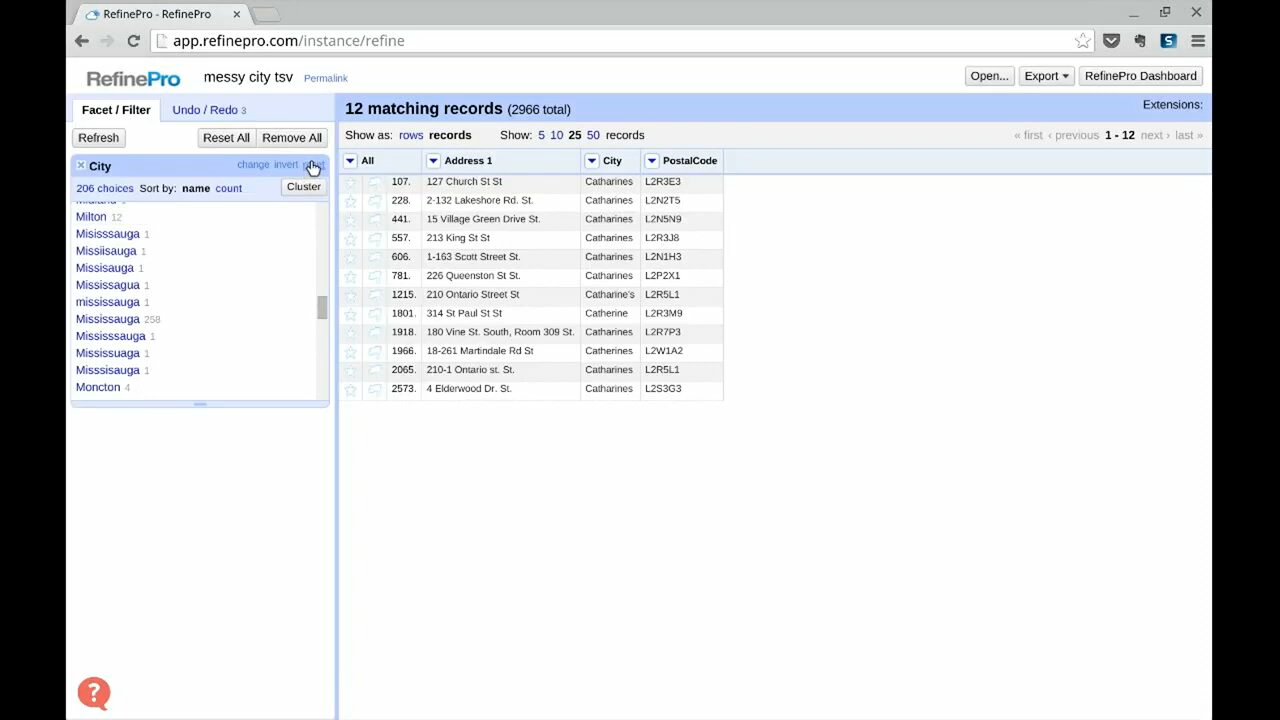 RefinePro - RefinePro
app.refinepro.com/instance/refine
RefinePro messy city tsv Permalink Open... Export RefinePro Dashboard
Facet / Filter Undo / Redo 3 12 matching records (2966 total) Extensions:
Refresh Reset All Remove All Show as: rows records Show: 5 10 25 50 records « first ‹ previous 1 - 12 next › last »
City change invert
206 choices Sort by: name count Cluster
Milton 12
Misisssauga 1
Missiisauga 1
Missisauga 1
Mississagua 1
mississauga 1
Mississauga 258
Mississsauga 1
Mississuaga 1
Misssisauga 1
Moncton 4
All Address 1 City PostalCode
107. 127 Church St St Catharines L2R3E3
228. 2-132 Lakeshore Rd. St. Catharines L2N2T5
441. 15 Village Green Drive St. Catharines L2N5N9
557. 213 King St St Catharines L2R3J8
606. 1-163 Scott Street St. Catharines L2N1H3
781. 226 Queenston St St. Catharines L2P2X1
1215. 210 Ontario Street St Catharine's L2R5L1
1801. 314 St Paul St St Catherine L2R3M9
1918. 180 Vine St. South, Room 309 St. Catharines L2R7P3
1966. 18-261 Martindale Rd St Catherines L2W1A2
2065. 210-1 Ontario st. St. Catharines L2R5L1
2573. 4 Elderwood Dr. St. Catharines L2S3G3
?